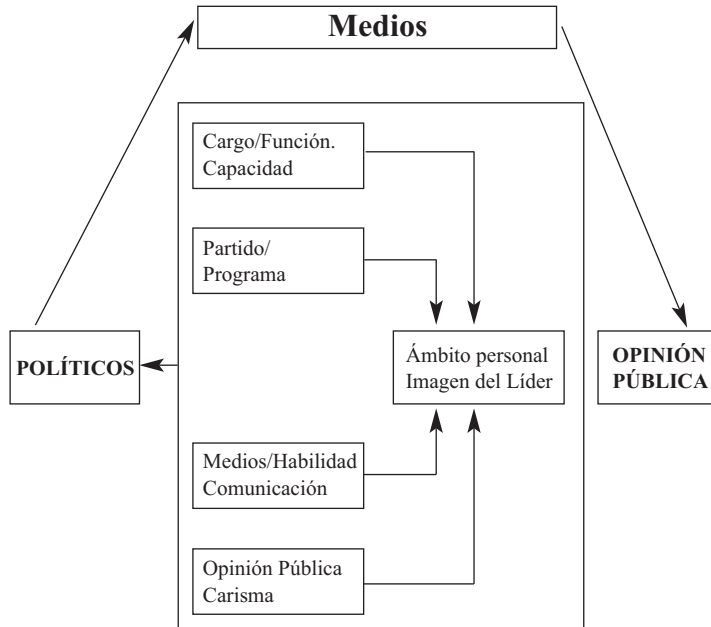 Medios
Cargo/Función.
Capacidad
Partido/
Programa
POLÍTICOS
Ámbito personal
Imagen del Líder
OPINIÓN
PÚBLICA
Medios/Habilidad
Comunicación
Opinión Pública
Carisma